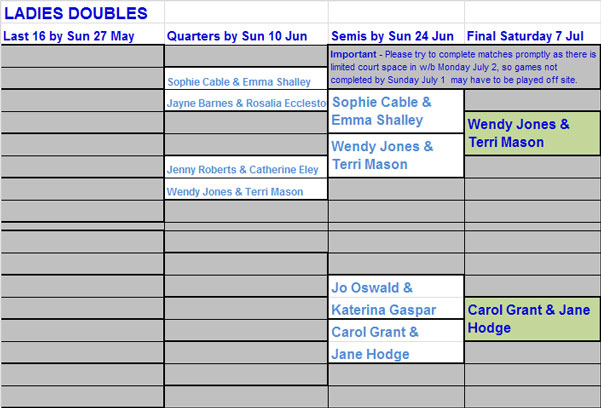 LADIES DOUBLES
Last 16 by Sun 27 May Quarters by Sun 10 Jun Semis by Sun 24 Jun Final Saturday 7 Jul
Important - Please try to complete matches promptly as there is
limited court space in w/b Monday July 2, so games not
completed by Sunday July 1 may have to be played off site.
Sophie Cable & Emma Shalley
Jayne Barnes & Rosalia Ecclesto
Sophie Cable &
Emma Shalley
Wendy Jones &
Terri Mason
Wendy Jones &
Terri Mason
Jenny Roberts & Catherine Eley
Wendy Jones & Terri Mason
Jo Oswald &
Katerina Gaspar
Carol Grant &
Jane Hodge
Carol Grant & Jane
Hodge